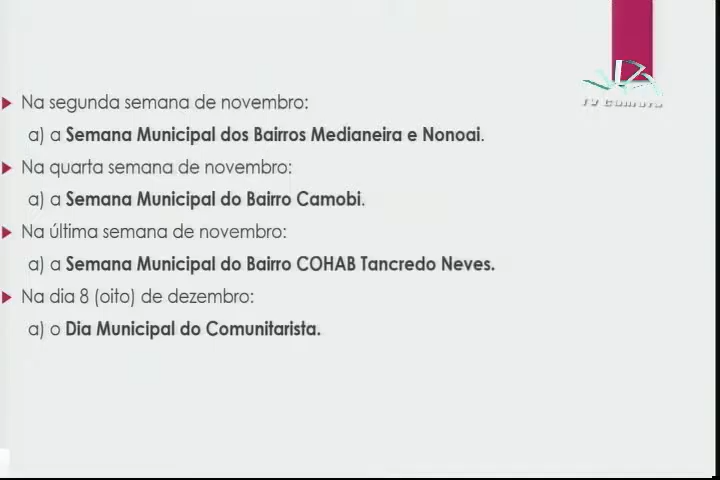 TV Câmara
Na segunda semana de novembro:
a) a Semana Municipal dos Bairros Medianeira e Nonoai.
Na quarta semana de novembro:
a) a Semana Municipal do Bairro Camobi.
Na última semana de novembro:
a) a Semana Municipal do Bairro COHAB Tancredo Neves.
Na dia 8 (oito) de dezembro:
a) o Dia Municipal do Comunitarista.